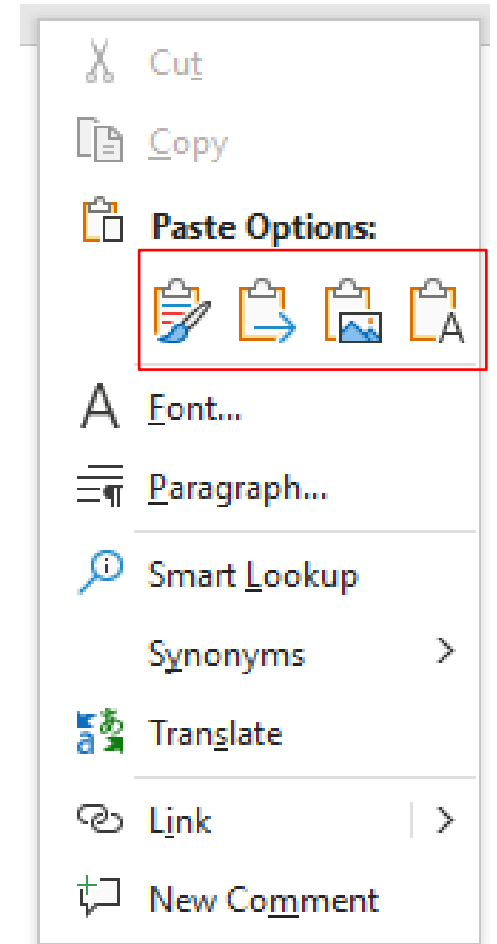 Cut
Copy
Paste Options:
Font...
Paragraph...
Smart Lookup
Synonyms
Translate
Link
New Comment